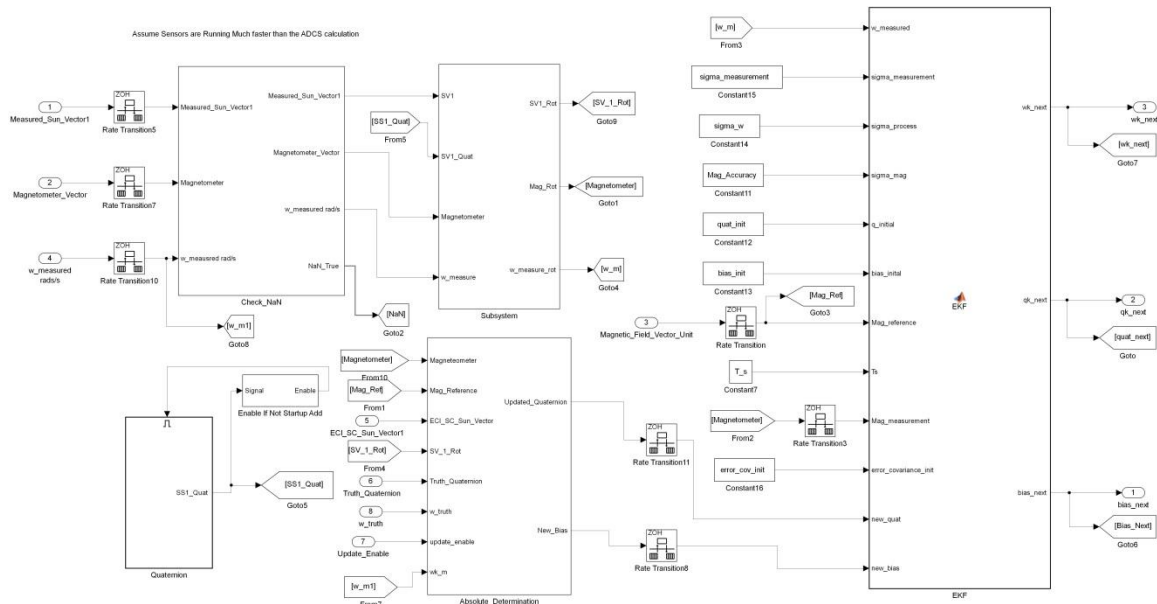 Assume Sensors are Running Much faster than the ADCS calculation
1
Measured_Sun_Vector1
ZOH
Rate Transition5
2
Magnetometer_Vector
ZOH
Rate Transition7
4
w_measured
rads/s
ZOH
Rate Transition10
[w_m1]
Goto8
Measured_Sun_Vector1
Magnetometer
w_meausred rad/s
Measured_Sun_Vector1
Magnetometer_Vector
w_measured rad/s
NaN_True
Check_NaN
[NaN]
Goto2
[SS1_Quat]
From5
SV1
SV1_Quat
Magnetometer
w_measure
SV1_Rot
Mag_Rot
w_measure_rot
Subsystem
[SV_1_Rot]
Goto9
[Magnetometer]
Goto1
[w_m]
Goto4
Signal
Enable
Enable If Not Startup Add
SS1_Quat
Quaternion
[SS1_Quat]
Goto5
[Magnetometer]
From10
[Mag_Ref]
From1
5
ECI_SC_Sun_Vector1
[SV_1_Rot]
From4
6
Truth_Quaternion
8
w_truth
7
Update_Enable
[w_m1]
From7
Magneteometer
Mag_Reference
ECI_SC_Sun_Vector
SV_1_Rot
Truth_Quaternion
w_truth
update_enable
wk_m
Updated_Quaternion
New_Bias
Absolute_Determination
ZOH
Rate Transition11
ZOH
Rate Transition8
[w_m]
From3
sigma_measurement
Constant15
sigma_w
Constant14
Mag_Accuracy
Constant11
quat_init
Constant12
bias_init
Constant13
[Mag_Ref]
Goto3
3
Magnetic_Field_Vector_Unit
ZOH
Rate Transition
T_s
Constant7
[Magnetometer]
From2
ZOH
Rate Transition3
error_cov_init
Constant16
w_measured
sigma_measurement
sigma_process
sigma_mag
q_initial
bias_inital
Mag_reference
Ts
Mag_measurement
error_covariance_init
new_quat
new_bias
EKF
wk_next
qk_next
bias_next
EKF
3
wk_next
[wk_next]
Goto7
2
qk_next
[quat_next]
Goto
1
bias_next
[Bias_Next]
Goto6